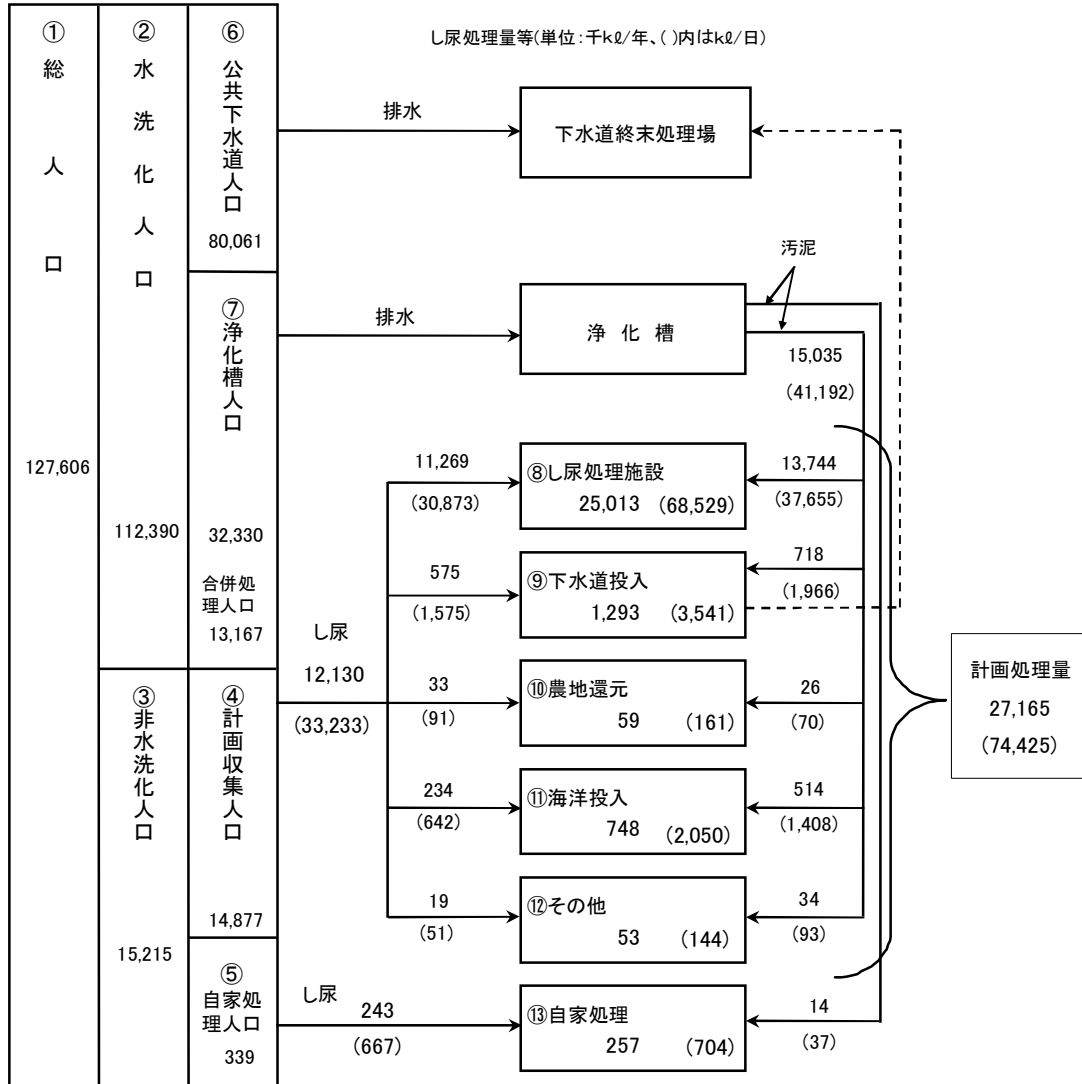 し尿処理量等(単位：千kℓ/年、( )内はkℓ/日)
①総人口
127,606
②水洗化人口
112,390
③非水洗化人口
15,215
⑥公共下水道人口
80,061
⑦浄化槽人口
32,330
合併処
理人口
13,167
④計画収集人口
14,877
⑤
自家処
理人口
339
排水
下水道終末処理場
排水
浄 化 槽
汚泥
15,035
(41,192)
し尿
12,130
(33,233)
11,269
(30,873)
⑧し尿処理施設
25,013 (68,529)
13,744
(37,655)
575
(1,575)
⑨下水道投入
1,293 (3,541)
718
(1,966)
33
(91)
⑩農地還元
59 (161)
26
(70)
234
(642)
⑪海洋投入
748 (2,050)
514
(1,408)
19
(51)
⑫その他
53 (144)
34
(93)
し尿
243
(667)
⑬自家処理
257 (704)
14
(37)
計画処理量
27,165
(74,425)